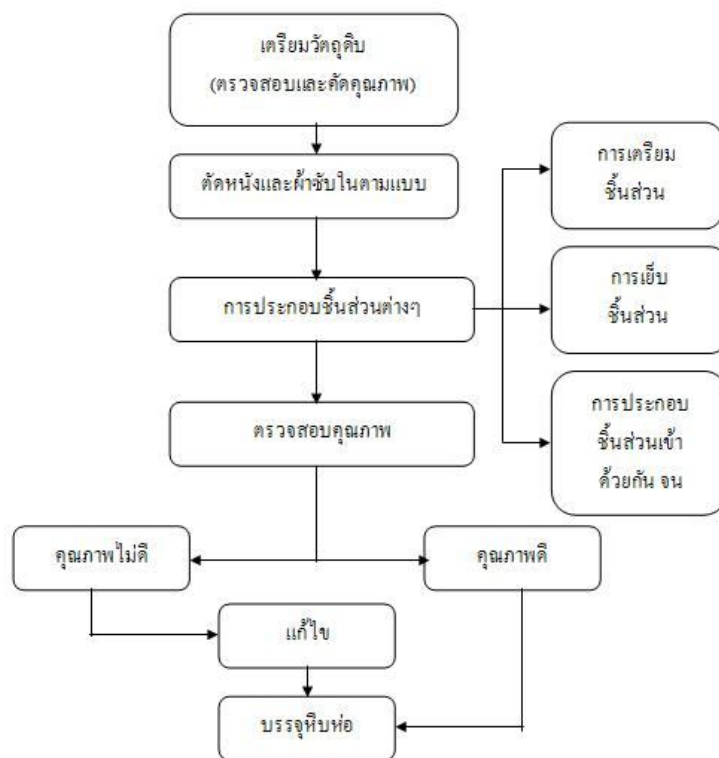 เตรียมวัตถุดิบ
(ตรวจสอบและคัดคุณภาพ)
ตัดหนังและผ้าซับในตามแบบ
การเตรียม
ชิ้นส่วน
การประกอบชิ้นส่วนต่างๆ
การเย็บ
ชิ้นส่วน
ตรวจสอบคุณภาพ
การประกอบ
ชิ้นส่วนเข้า
ด้วยกัน จน
คุณภาพไม่ดี
คุณภาพดี
แก้ไข
บรรจุหีบห่อ